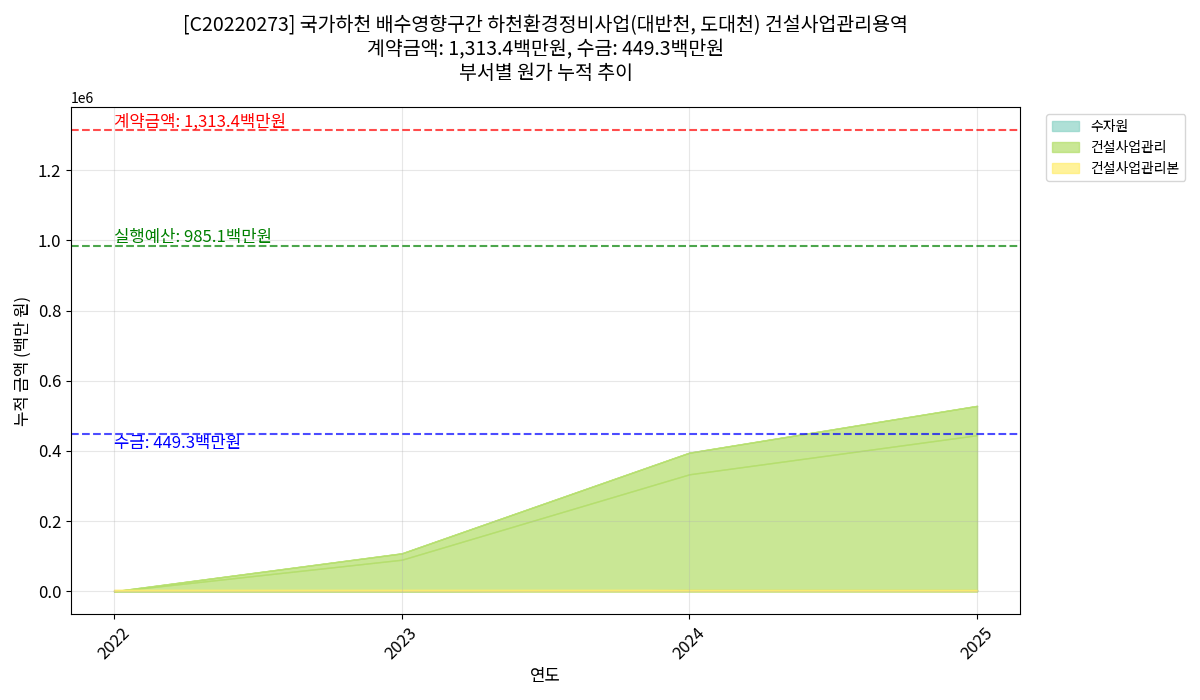 [C20220273] 국가하천 배수영향구간 하천환경정비사업(대반천, 도대천) 건설사업관리용역
계약금액: 1,313.4백만원, 수금: 449.3백만원
부서별 원가 누적 추이
1e6
계약금액: 1,313.4백만원
수자원
건설사업관리
건설사업관리본
1.2
실행예산: 985.1백만원
1.0
0.8
누적 금액 (백만 원)
0.6
수금: 449.3백만원
0.4
0.2
0.0
2022
2023
2024
2025
연도